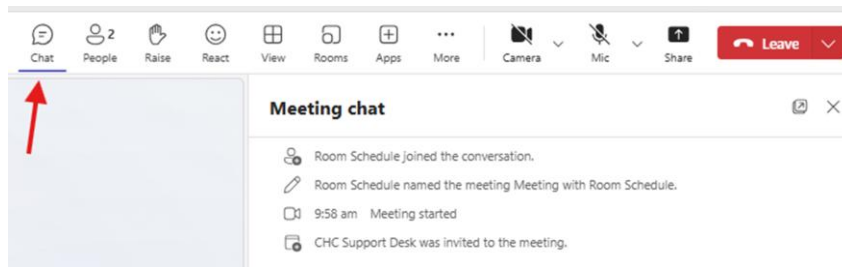 2
Chat People Raise React View Rooms Apps More Camera Mic Share Leave
Meeting chat
Room Schedule joined the conversation.
Room Schedule named the meeting Meeting with Room Schedule.
9:58 am Meeting started
CHC Support Desk was invited to the meeting.